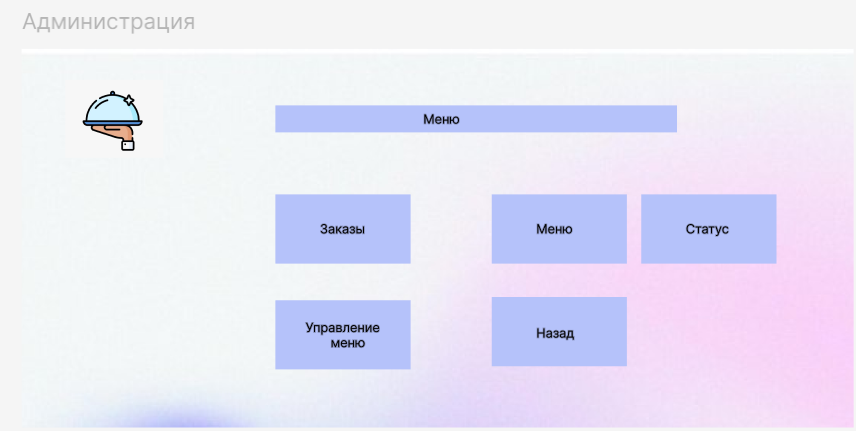 Администрация
Меню
Заказы
Меню
Статус
Управление
меню
Назад